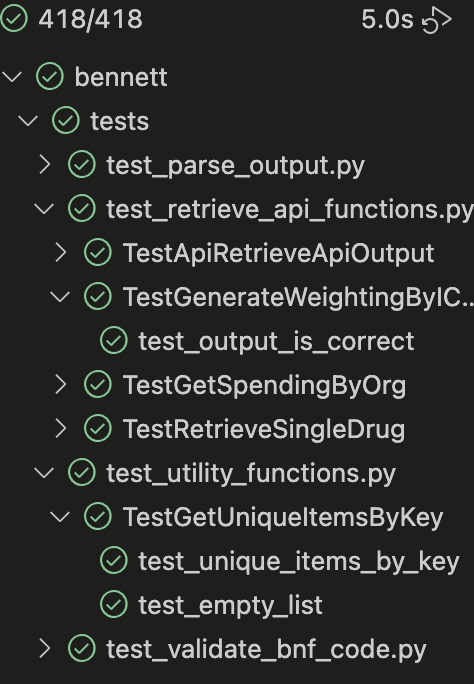 418/418 5.0s
bennett
tests
test_parse_output.py
test_retrieve_api_functions.py
TestApiRetrieveApiOutput
TestGenerateWeightingByIC...
test_output_is_correct
TestGetSpendingByOrg
TestRetrieveSingleDrug
test_utility_functions.py
TestGetUniqueItemsByKey
test_unique_items_by_key
test_empty_list
test_validate_bnf_code.py